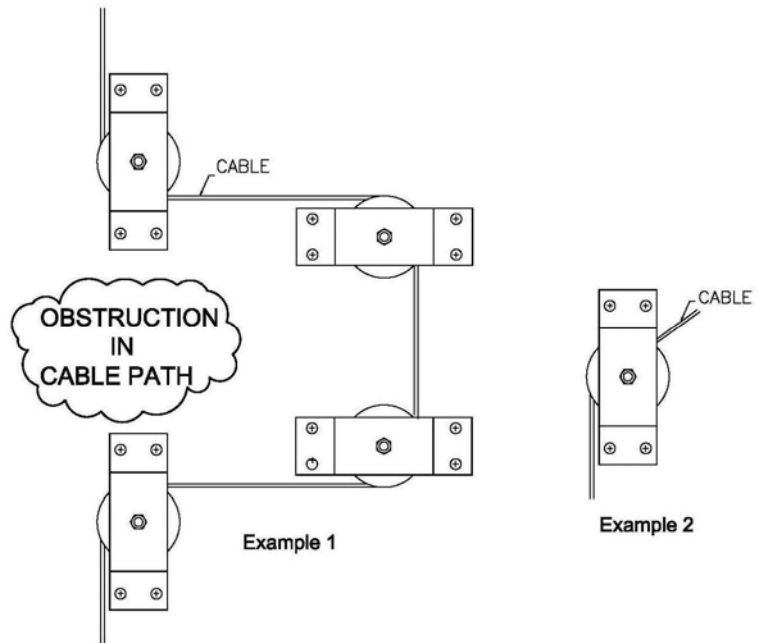 CABLE
OBSTRUCTION
IN
CABLE PATH
Example 1
CABLE
Example 2